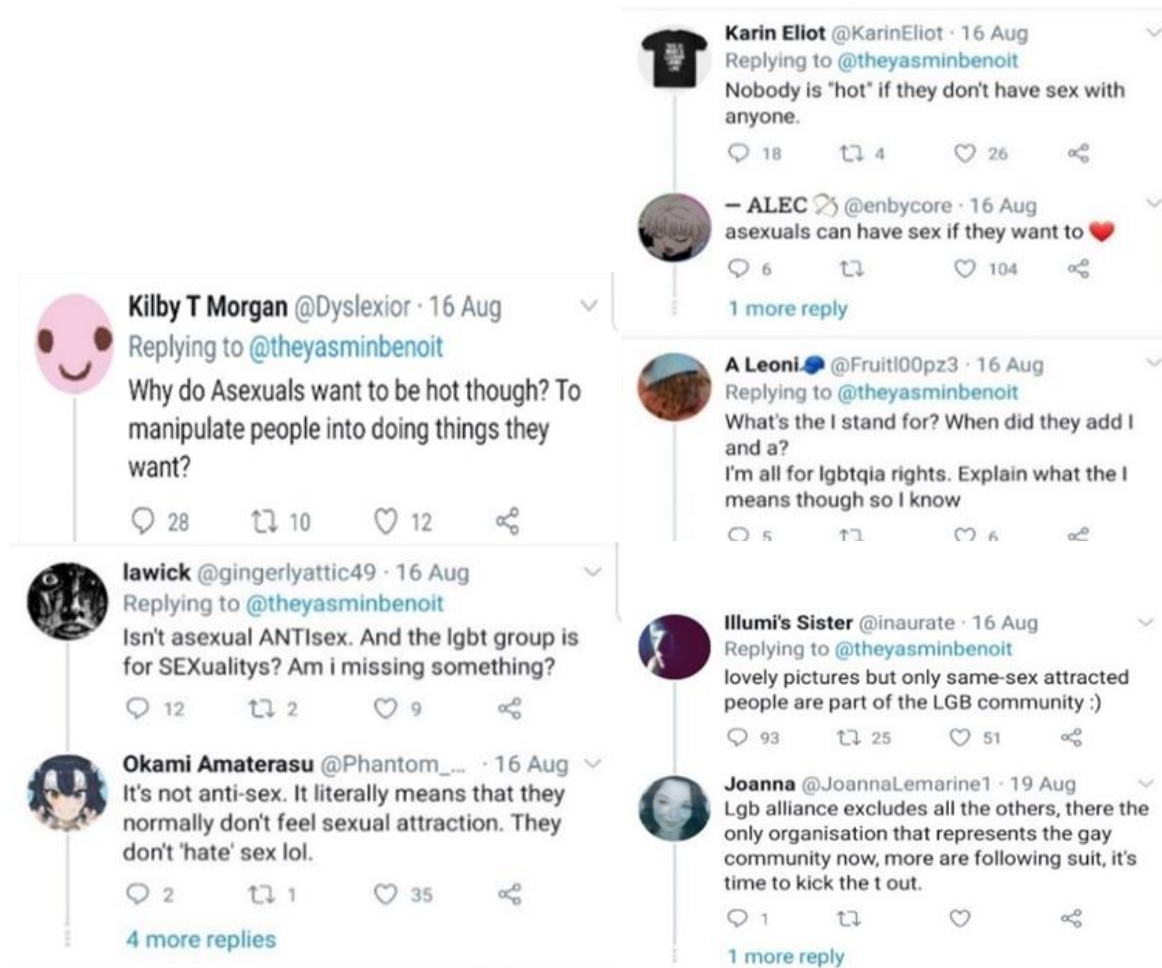 Kilby T Morgan @Dyslexior · 16 Aug
Replying to @theyasminbenoit
Why do Asexuals want to be hot though? To
manipulate people into doing things they
want?
28 10 12
lawick @gingerlyattic49 · 16 Aug
Replying to @theyasminbenoit
Isn't asexual ANTIsex. And the lgbt group is
for SEXualitys? Am i missing something?
12 2 9
Okami Amaterasu @Phantom_... · 16 Aug
It's not anti-sex. It literally means that they
normally don't feel sexual attraction. They
don't 'hate' sex lol.
2 1 35
4 more replies
Karin Eliot @KarinEliot · 16 Aug
Replying to @theyasminbenoit
Nobody is "hot" if they don't have sex with
anyone.
18 4 26
— ALEC 🏹 @enbycore · 16 Aug
asexuals can have sex if they want to ❤️
6 104
1 more reply
A Leoni🧢 @Fruitl00pz3 · 16 Aug
Replying to @theyasminbenoit
What's the I stand for? When did they add I
and a?
I'm all for lgbtqia rights. Explain what the I
means though so I know
5 6
Illumi's Sister @inaurate · 16 Aug
Replying to @theyasminbenoit
lovely pictures but only same-sex attracted
people are part of the LGB community :)
93 25 51
Joanna @JoannaLemarine1 · 19 Aug
Lgb alliance excludes all the others, there the
only organisation that represents the gay
community now, more are following suit, it's
time to kick the t out.
1
1 more reply